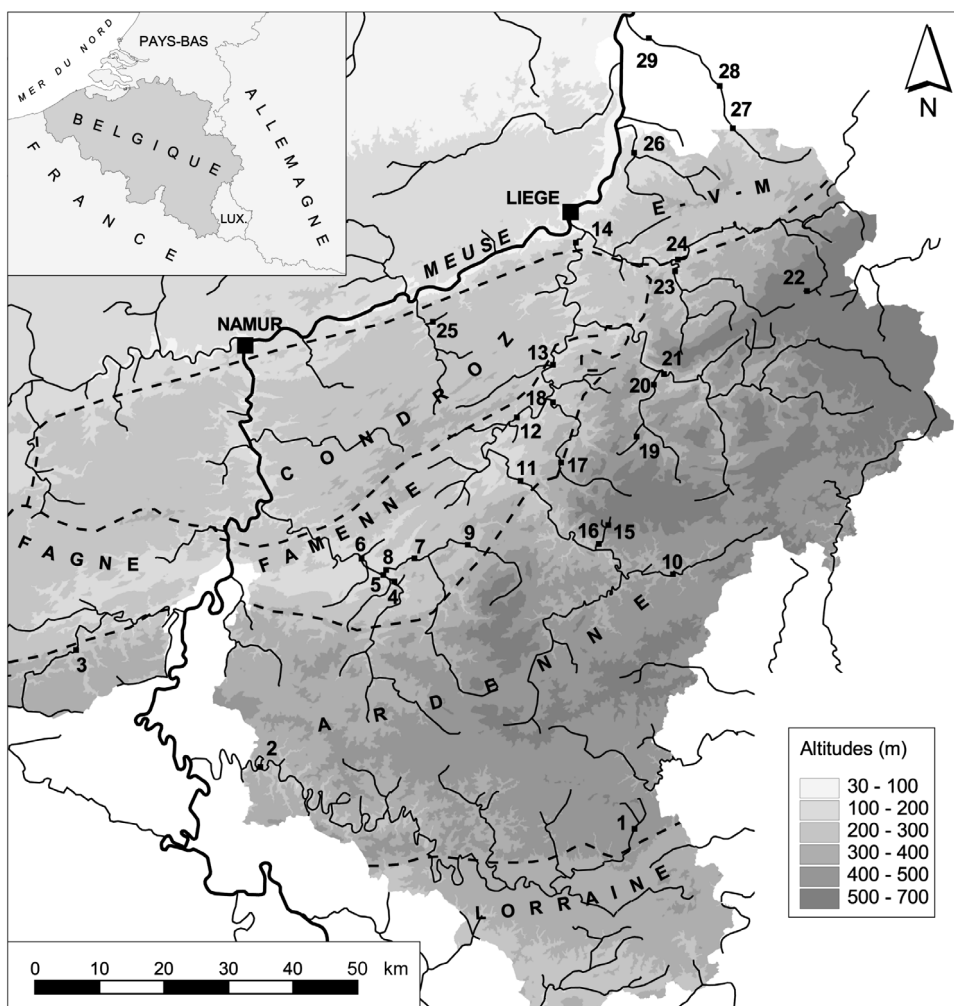 MER DU NORD
PAYS-BAS
BELGIQUE
ALLEMAGNE
FRANCE
LUX.
N
29
28
27
26
LIEGE
E - V - M
14
24
MEUSE
23
22
NAMUR
25
CONDROZ
13
21
20
18
12
19
17
11
FAMENNE
FAGNE
15
16
9
7
6
8
5
4
10
3
ARDENNE
2
1
LORRAINE
Altitudes (m)
30 - 100
100 - 200
200 - 300
300 - 400
400 - 500
500 - 700
0 10 20 30 40 50 km